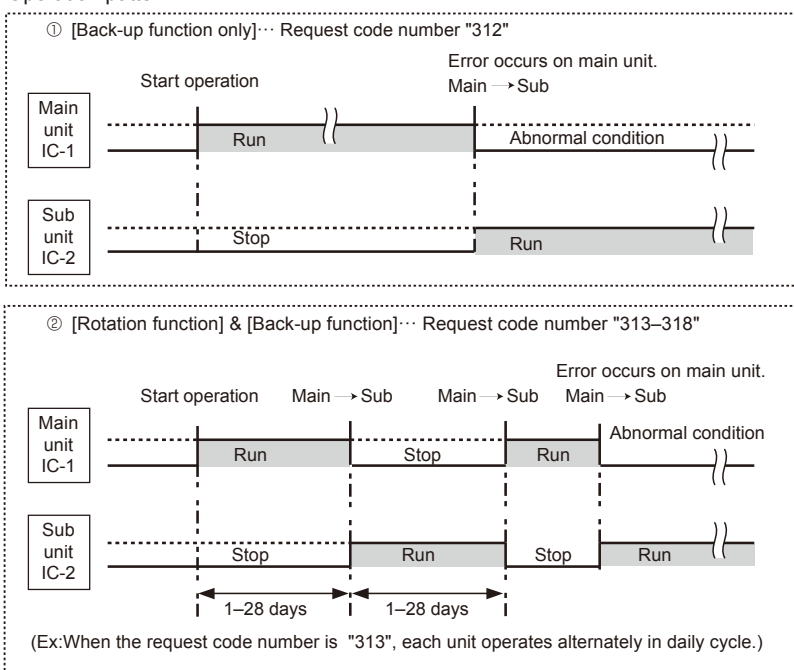 ① [Back-up function only]··· Request code number "312"
Error occurs on main unit.
Start operation
Main → Sub
Main
unit
IC-1
Run
Abnormal condition
Sub
unit
IC-2
Stop
Run
② [Rotation function] & [Back-up function]··· Request code number "313–318"
Error occurs on main unit.
Start operation
Main → Sub
Main → Sub
Main → Sub
Main
unit
IC-1
Run
Stop
Run
Abnormal condition
Sub
unit
IC-2
Stop
Run
Stop
Run
1–28 days
1–28 days
(Ex:When the request code number is "313", each unit operates alternately in daily cycle.)